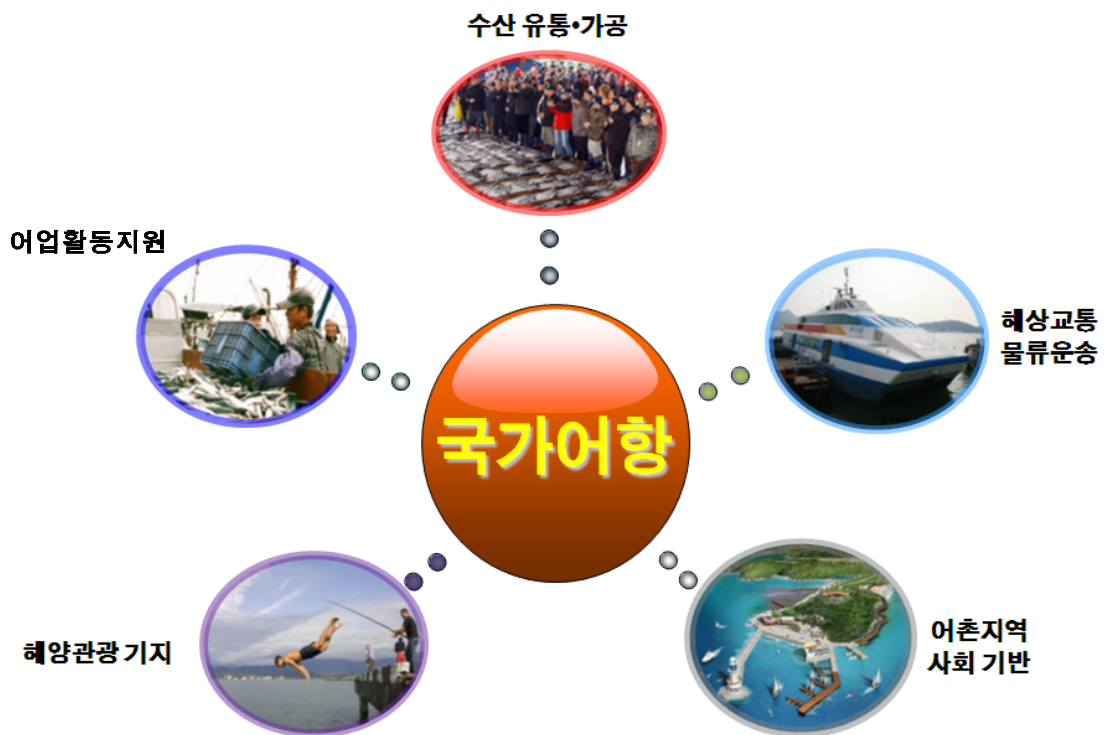 수산 유통•가공
어업활동지원
해상교통
물류운송
국가어항
해양관광 기지
어촌지역
사회 기반